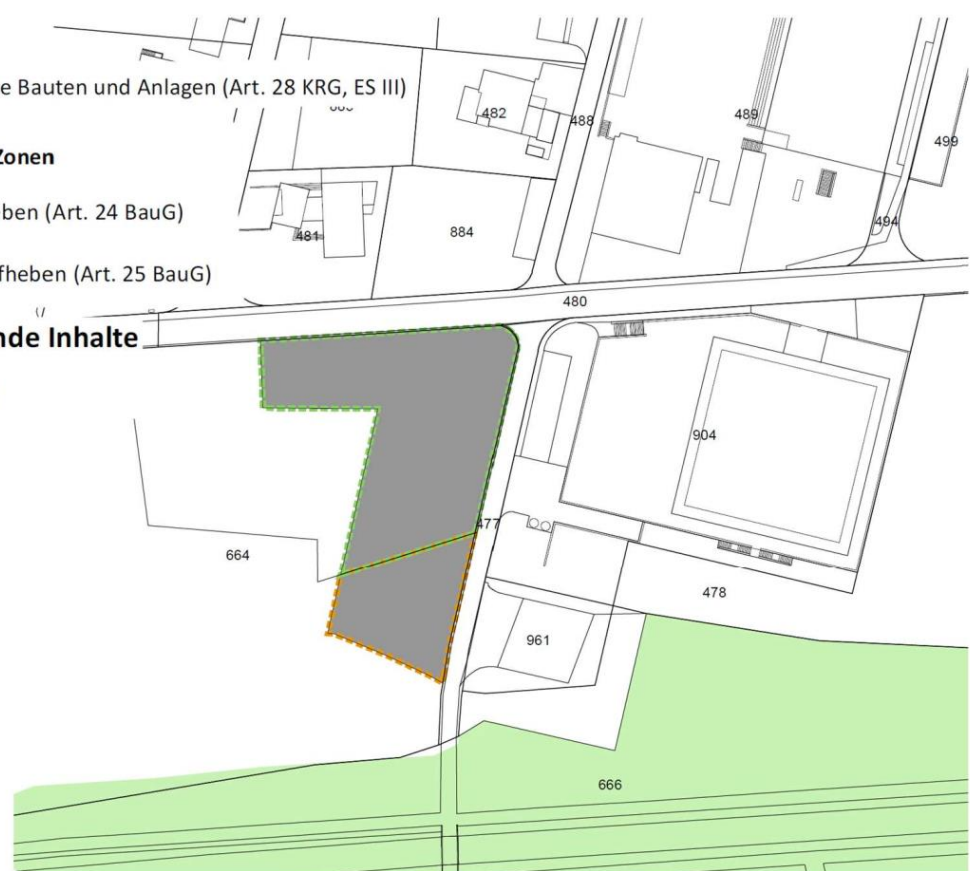 e Bauten und Anlagen (Art. 28 KRG, ES III)
482
488
489
499
Zonen
eben (Art. 24 BauG)
884
481
494
fheben (Art. 25 BauG)
480
nde Inhalte
904
477
664
478
961
666